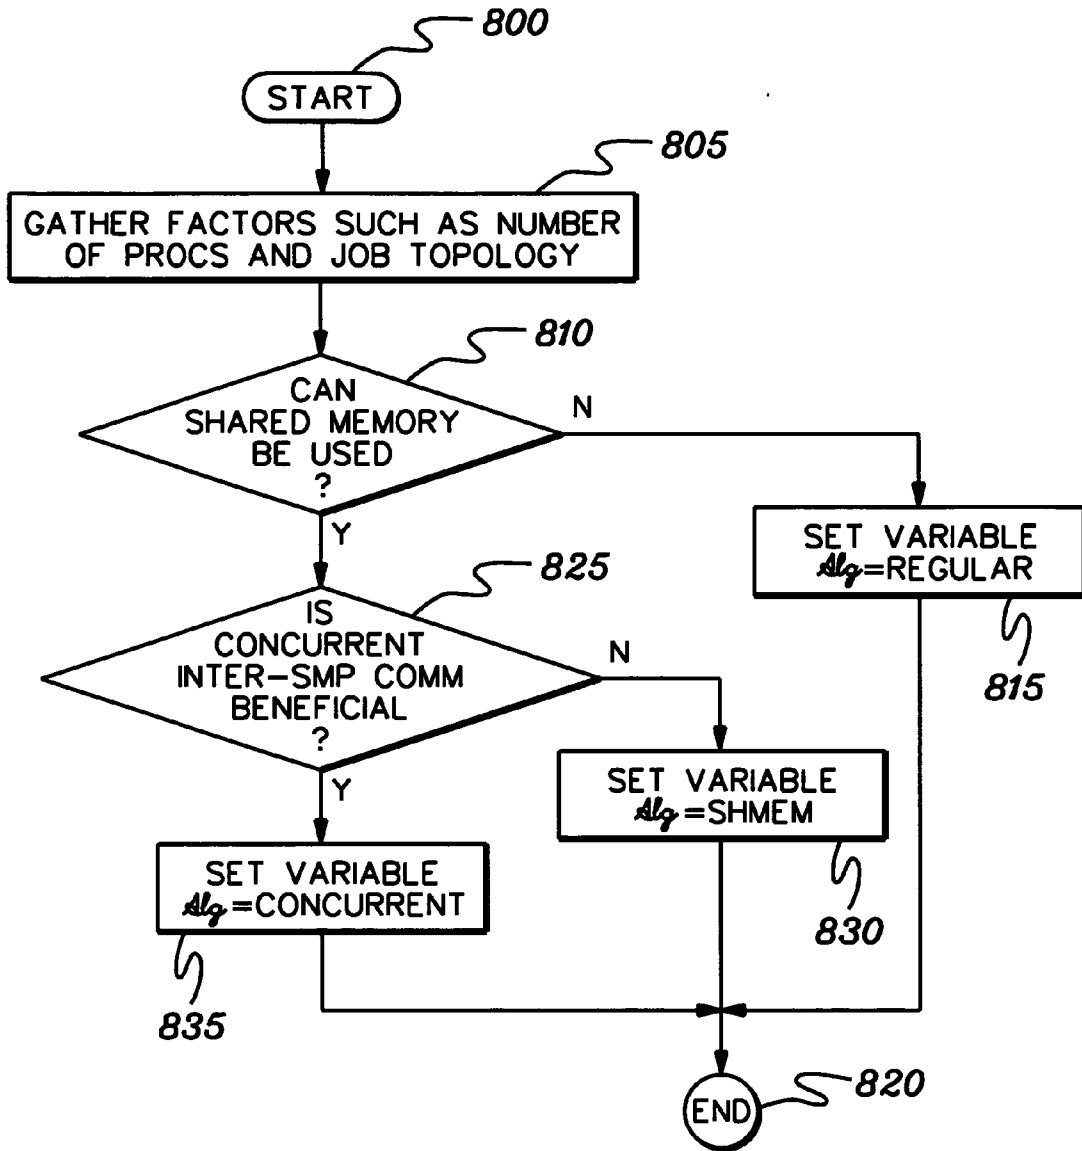 800
START
805
GATHER FACTORS SUCH AS NUMBER
OF PROCS AND JOB TOPOLOGY
810
CAN
SHARED MEMORY
BE USED
?
N
Y
SET VARIABLE
Alg=REGULAR
815
825
IS
CONCURRENT
INTER-SMP COMM
BENEFICIAL
?
N
Y
SET VARIABLE
Alg=SHMEM
830
SET VARIABLE
Alg=CONCURRENT
835
END
820